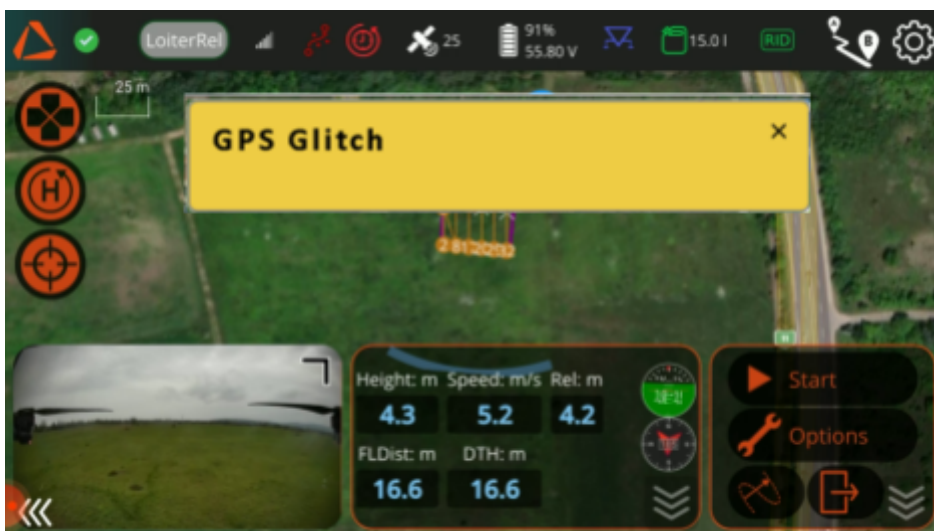 LoiterRel
25
91%
55.80 V
15.0 l
RID
A
B
25 m
GPS Glitch
×
H
Height: m Speed: m/s Rel: m
4.3 5.2 4.2
FLDist: m DTH: m
16.6 16.6
Start
Options